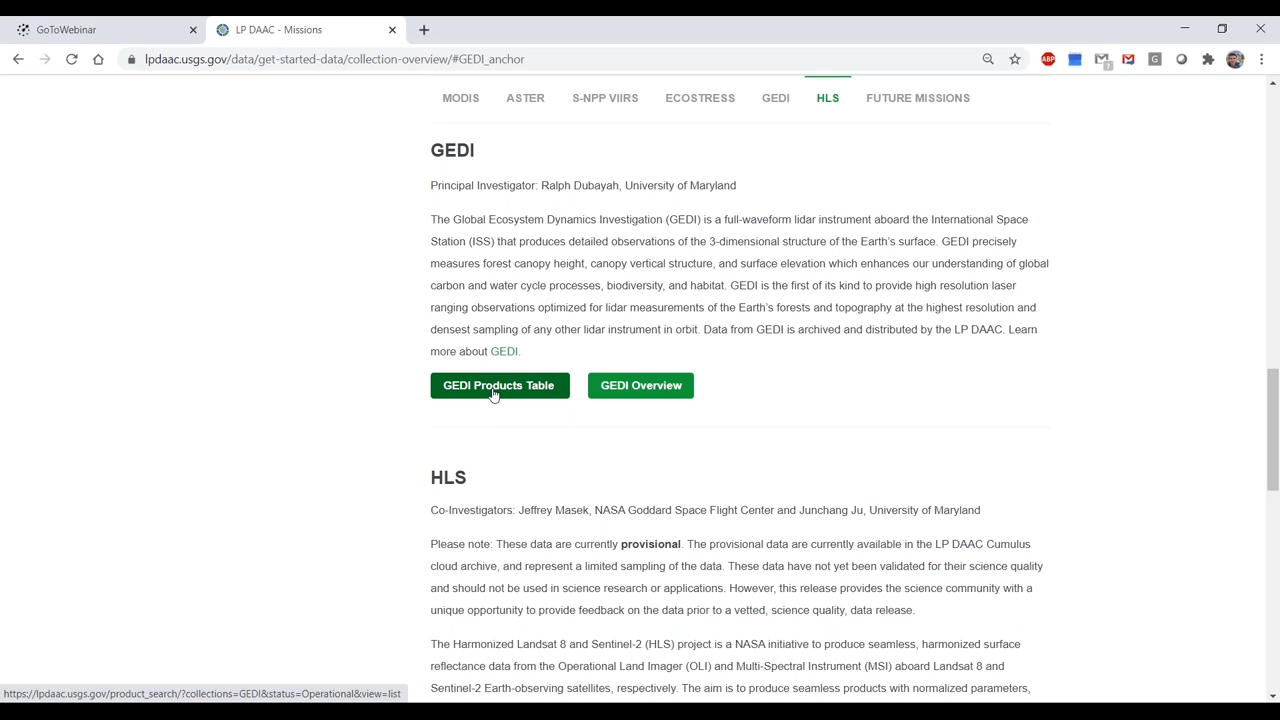 GoToWebinar
LP DAAC - Missions
lpdaac.usgs.gov/data/get-started-data/collection-overview/#GEDI_anchor
ABP
7
G
MODIS ASTER S-NPP VIIRS ECOSTRESS GEDI HLS FUTURE MISSIONS
GEDI
Principal Investigator: Ralph Dubayah, University of Maryland
The Global Ecosystem Dynamics Investigation (GEDI) is a full-waveform lidar instrument aboard the International Space
Station (ISS) that produces detailed observations of the 3-dimensional structure of the Earth's surface. GEDI precisely
measures forest canopy height, canopy vertical structure, and surface elevation which enhances our understanding of global
carbon and water cycle processes, biodiversity, and habitat. GEDI is the first of its kind to provide high resolution laser
ranging observations optimized for lidar measurements of the Earth's forests and topography at the highest resolution and
densest sampling of any other lidar instrument in orbit. Data from GEDI is archived and distributed by the LP DAAC. Learn
more about GEDI.
GEDI Products Table GEDI Overview
HLS
Co-Investigators: Jeffrey Masek, NASA Goddard Space Flight Center and Junchang Ju, University of Maryland
Please note: These data are currently provisional. The provisional data are currently available in the LP DAAC Cumulus
cloud archive, and represent a limited sampling of the data. These data have not yet been validated for their science quality
and should not be used in science research or applications. However, this release provides the science community with a
unique opportunity to provide feedback on the data prior to a vetted, science quality, data release.
The Harmonized Landsat 8 and Sentinel-2 (HLS) project is a NASA initiative to produce seamless, harmonized surface
reflectance data from the Operational Land Imager (OLI) and Multi-Spectral Instrument (MSI) aboard Landsat 8 and
Sentinel-2 Earth-observing satellites, respectively. The aim is to produce seamless products with normalized parameters,
https://lpdaac.usgs.gov/product_search/?collections=GEDI&status=Operational&view=list